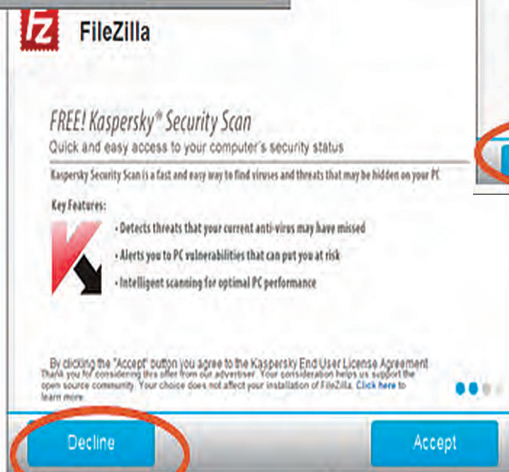 FZ FileZilla
FREE! Kaspersky® Security Scan
Quick and easy access to your computer's security status
Kaspersky Security Scan is a fast and easy way to find viruses and threats that may be hidden on your PC
Key Features:
- Detects threats that your current anti-virus may have missed
- Alerts you to PC vulnerabilities that can put you at risk
- Intelligent scanning for optimal PC performance
By clicking the "Accept" button you agree to the Kaspersky End User License Agreement
Thank you for considering this offer from our advertiser. Your consideration helps us support the
open source community. Your choice does not affect your installation of FileZilla. Click here to
learn more.
Decline Accept